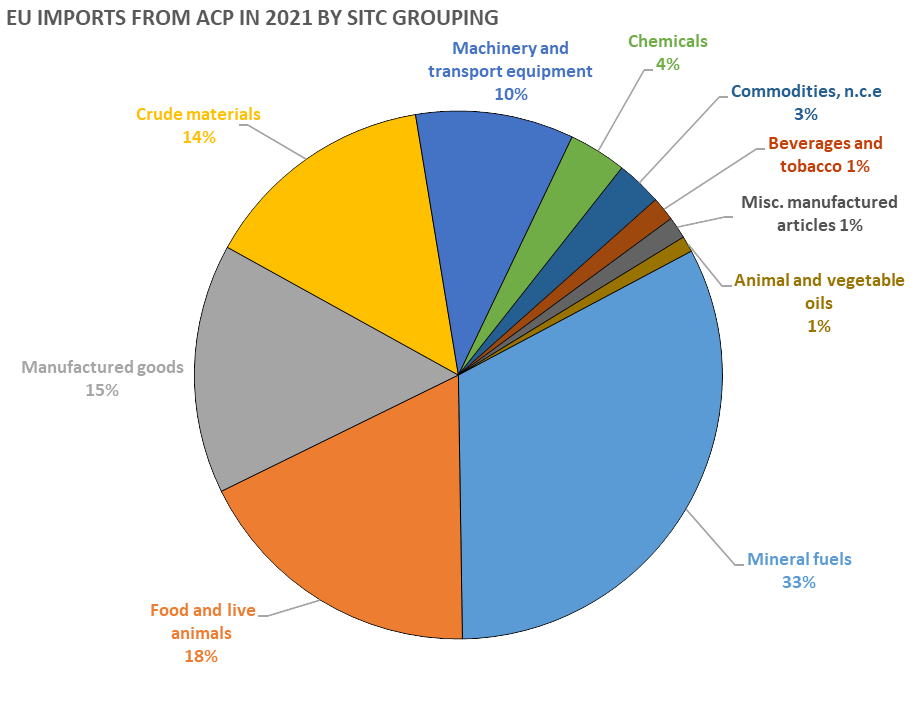 EU IMPORTS FROM ACP IN 2021 BY SITC GROUPING
Machinery and
transport equipment
10%
Chemicals
4%
Commodities, n.c.e
3%
Beverages and
tobacco 1%
Misc. manufactured
articles 1%
Animal and vegetable
oils
1%
Mineral fuels
33%
Food and live
animals
18%
Manufactured goods
15%
Crude materials
14%